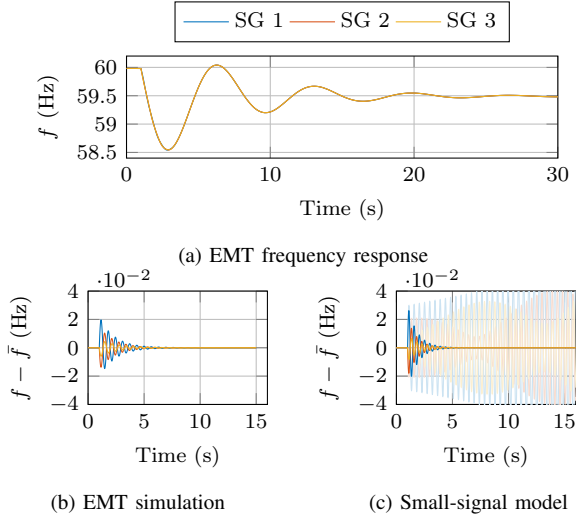 SG 1 SG 2 SG 3
60
59.5
59
58.5
f (Hz)
0 10 20 30
Time (s)
(a) EMT frequency response
·10−2
4
2
0
−2
−4
f − f̄ (Hz)
0 5 10 15
Time (s)
(b) EMT simulation
·10−2
4
2
0
−2
−4
f − f̄ (Hz)
0 5 10 15
Time (s)
(c) Small-signal model